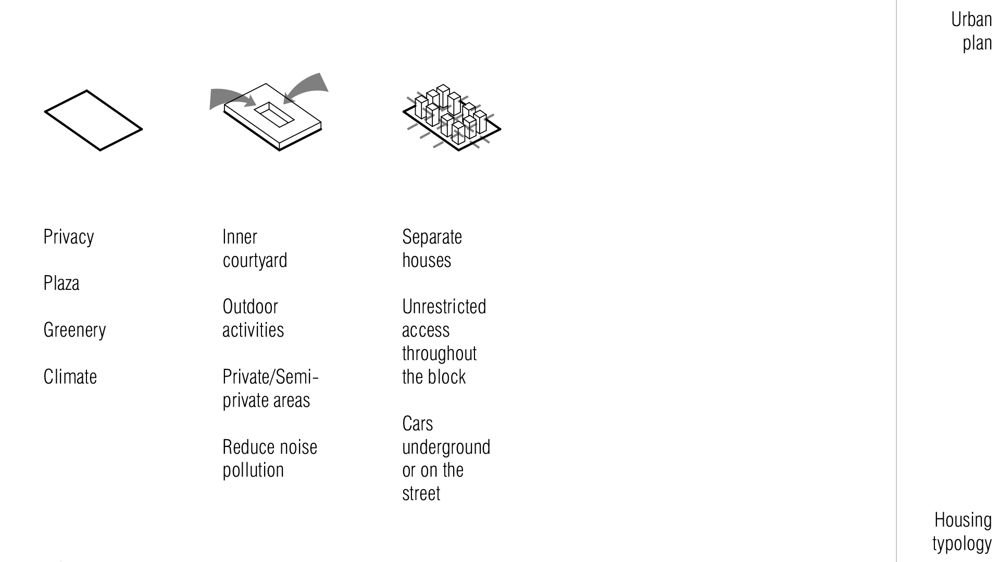 Urban
plan
Privacy
Plaza
Greenery
Climate
Inner
courtyard
Outdoor
activities
Private/Semi-
private areas
Reduce noise
pollution
Separate
houses
Unrestricted
access
throughout
the block
Cars
underground
or on the
street
Housing
typology